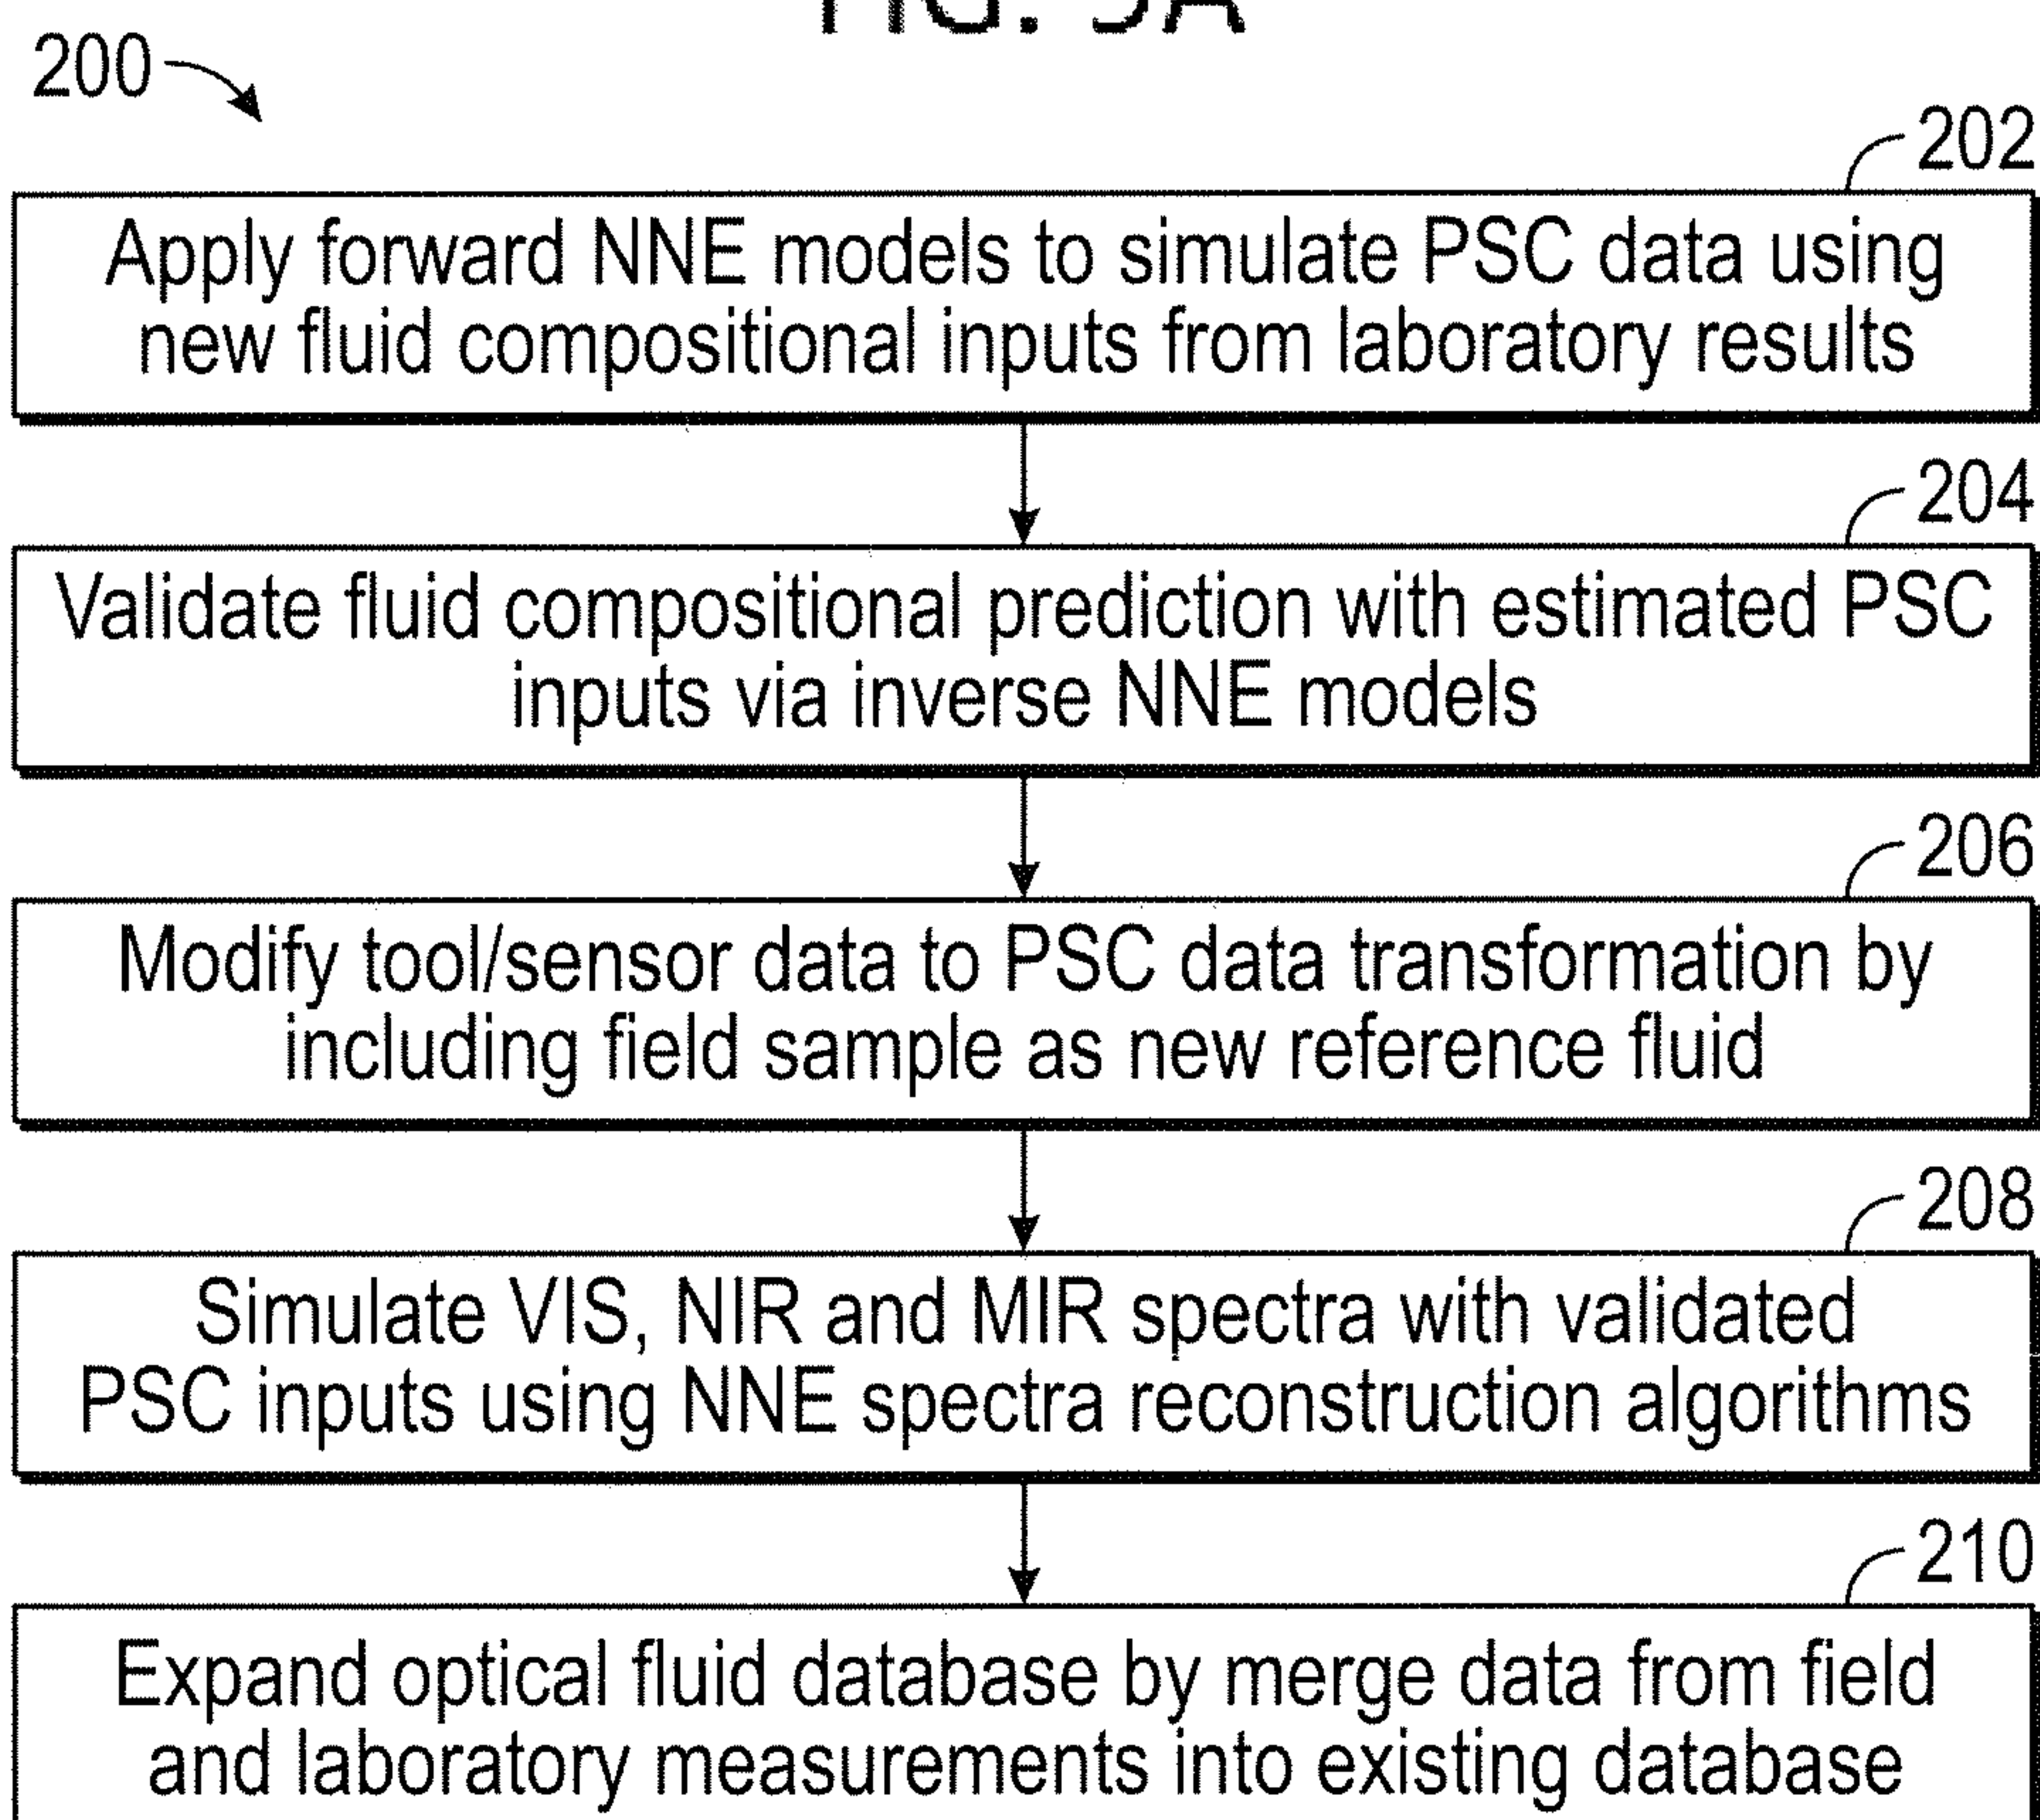 200
202
Apply forward NNE models to simulate PSC data using
new fluid compositional inputs from laboratory results
204
Validate fluid compositional prediction with estimated PSC
inputs via inverse NNE models
206
Modify tool/sensor data to PSC data transformation by
including field sample as new reference fluid
208
Simulate VIS, NIR and MIR spectra with validated
PSC inputs using NNE spectra reconstruction algorithms
210
Expand optical fluid database by merge data from field
and laboratory measurements into existing database